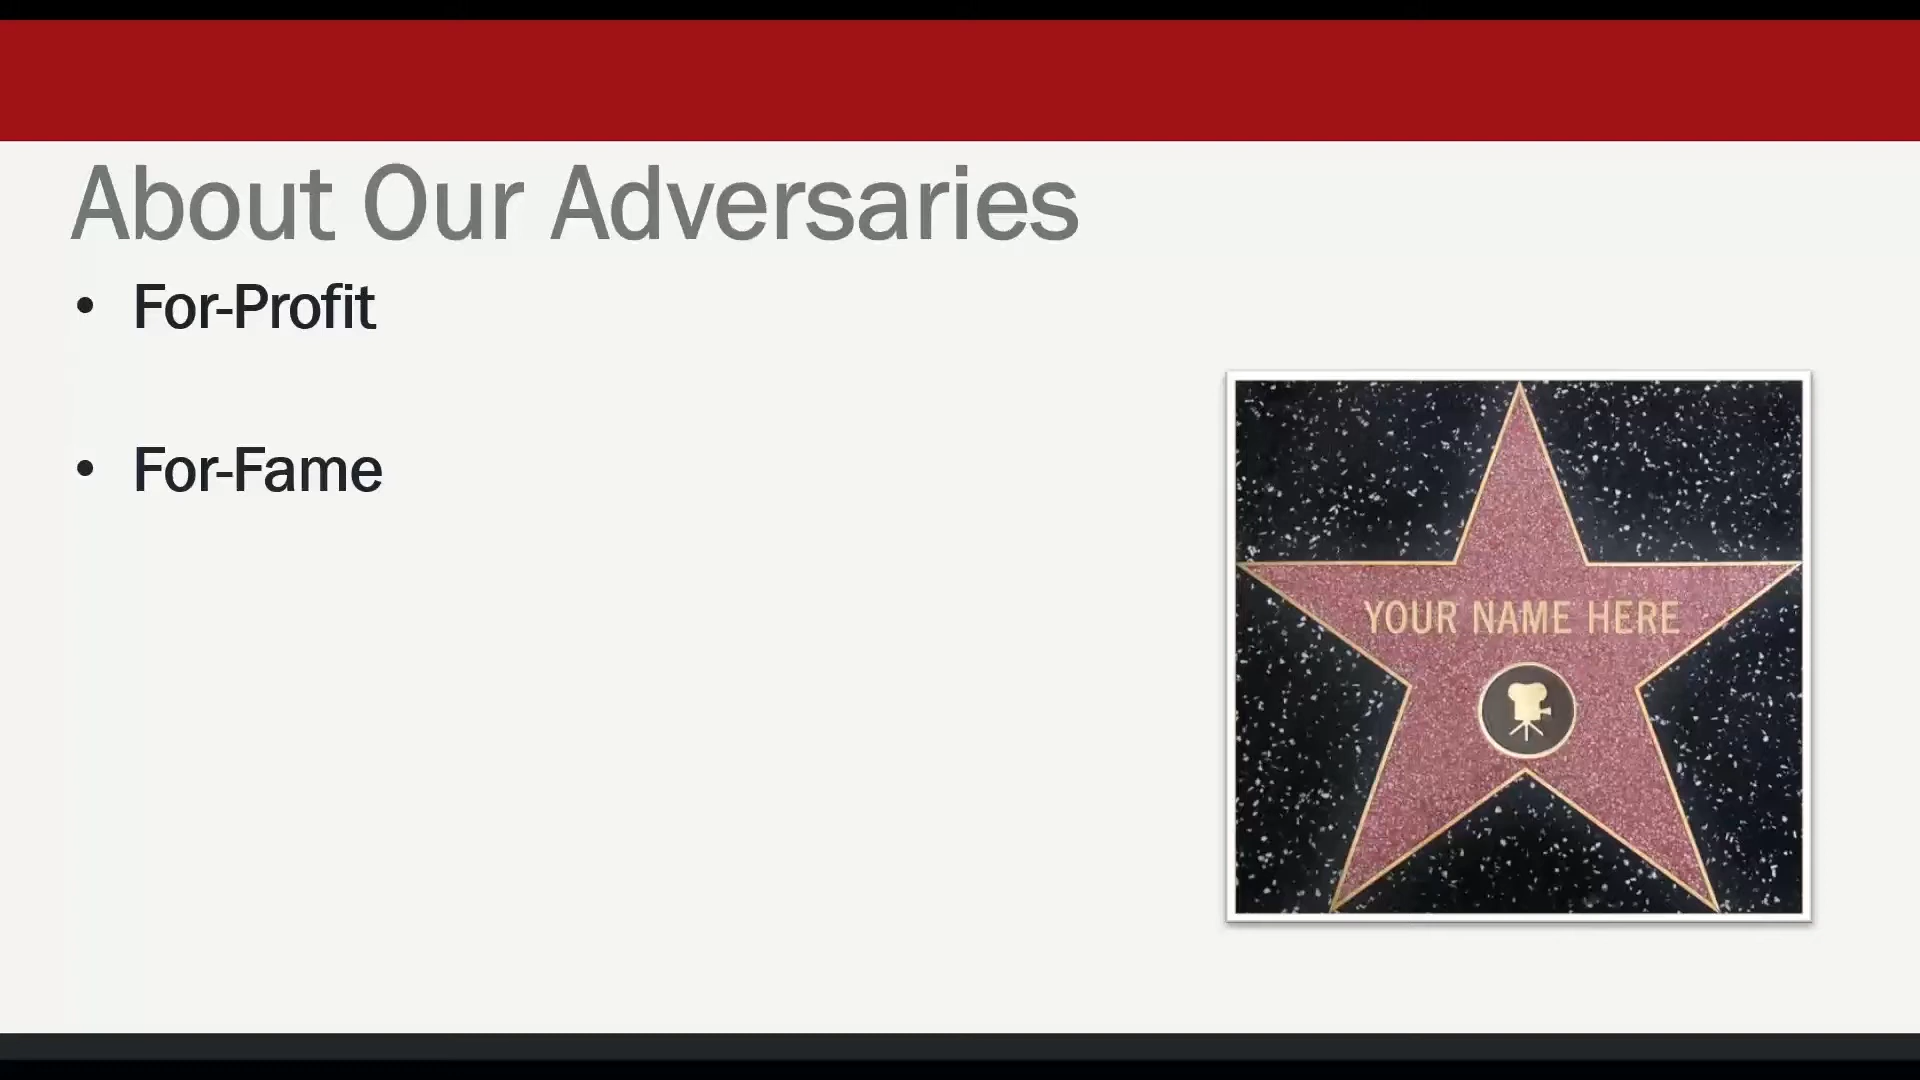 About Our Adversaries
• For-Profit
• For-Fame
YOUR NAME HERE